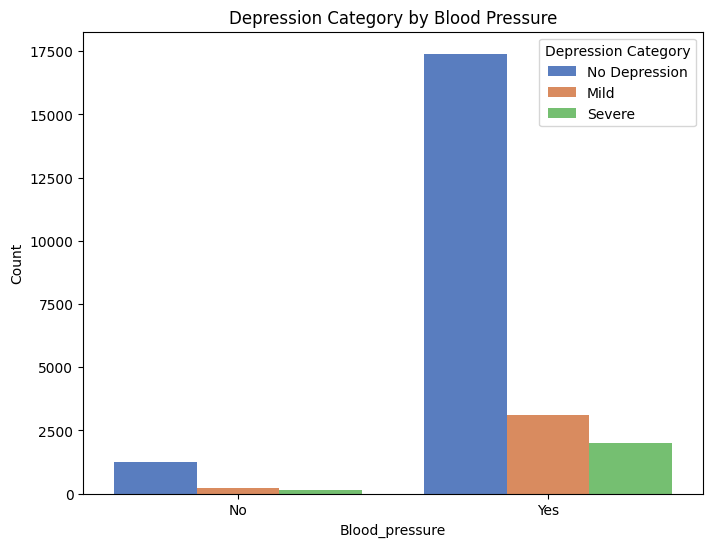 Depression Category by Blood Pressure
Depression Category
No Depression
Mild
Severe
Count
17500
15000
12500
10000
7500
5000
2500
0
No
Yes
Blood_pressure